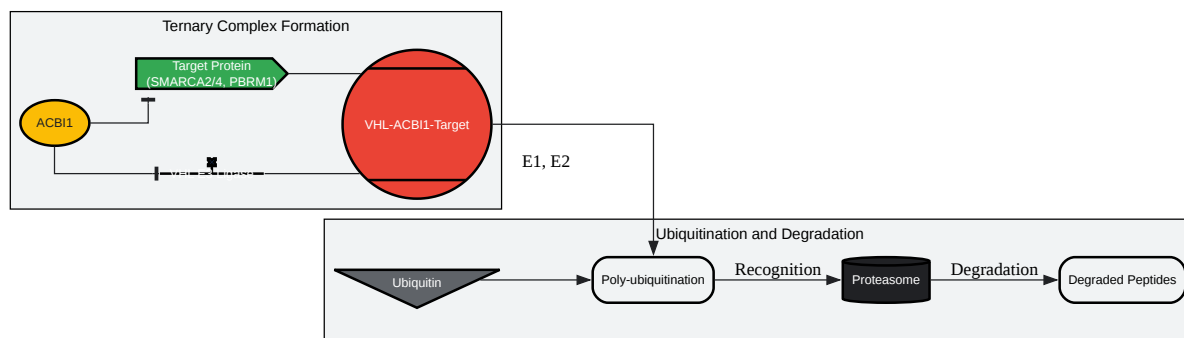 Ternary Complex Formation
Target Protein
(SMARCA2/4, PBRM1)
ACBI1
VHL-ACBI1-Target
E1, E2
Ubiquitination and Degradation
Ubiquitin
Poly-ubiquitination
Recognition
Proteasome
Degradation
Degraded Peptides